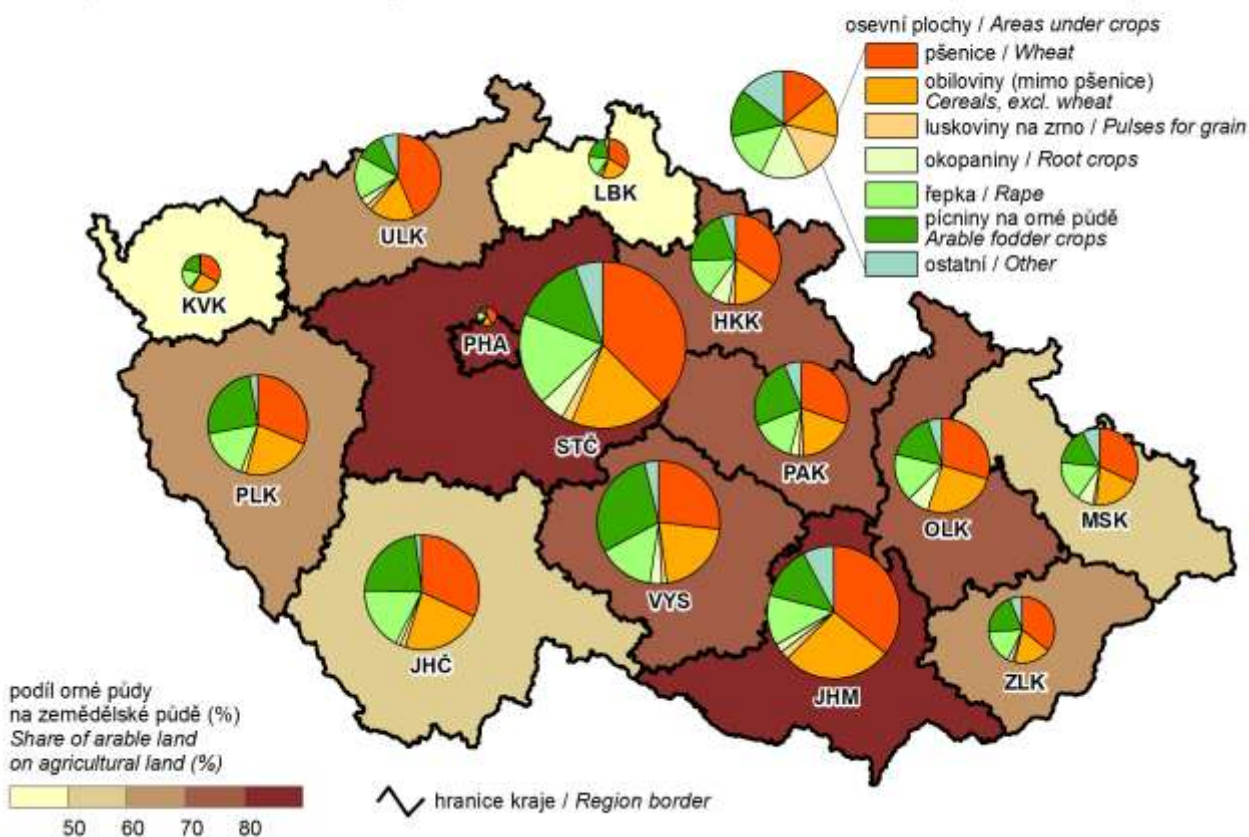 osevní plochy / Areas under crops
pšenice / Wheat
obiloviny (mimo pšenice)
Cereals, excl. wheat
luskoviny na zrno / Pulses for grain
okopaniny / Root crops
řepka / Rape
pícniny na orné půdě
Arable fodder crops
ostatní / Other
LBK
ULK
KVK
HKK
PHA
STČ
PAK
PLK
OLK
MSK
VYS
JHČ
ZLK
JHM
podíl orné půdy
na zemědělské půdě (%)
Share of arable land
on agricultural land (%)
50 60 70 80
hranice kraje / Region border